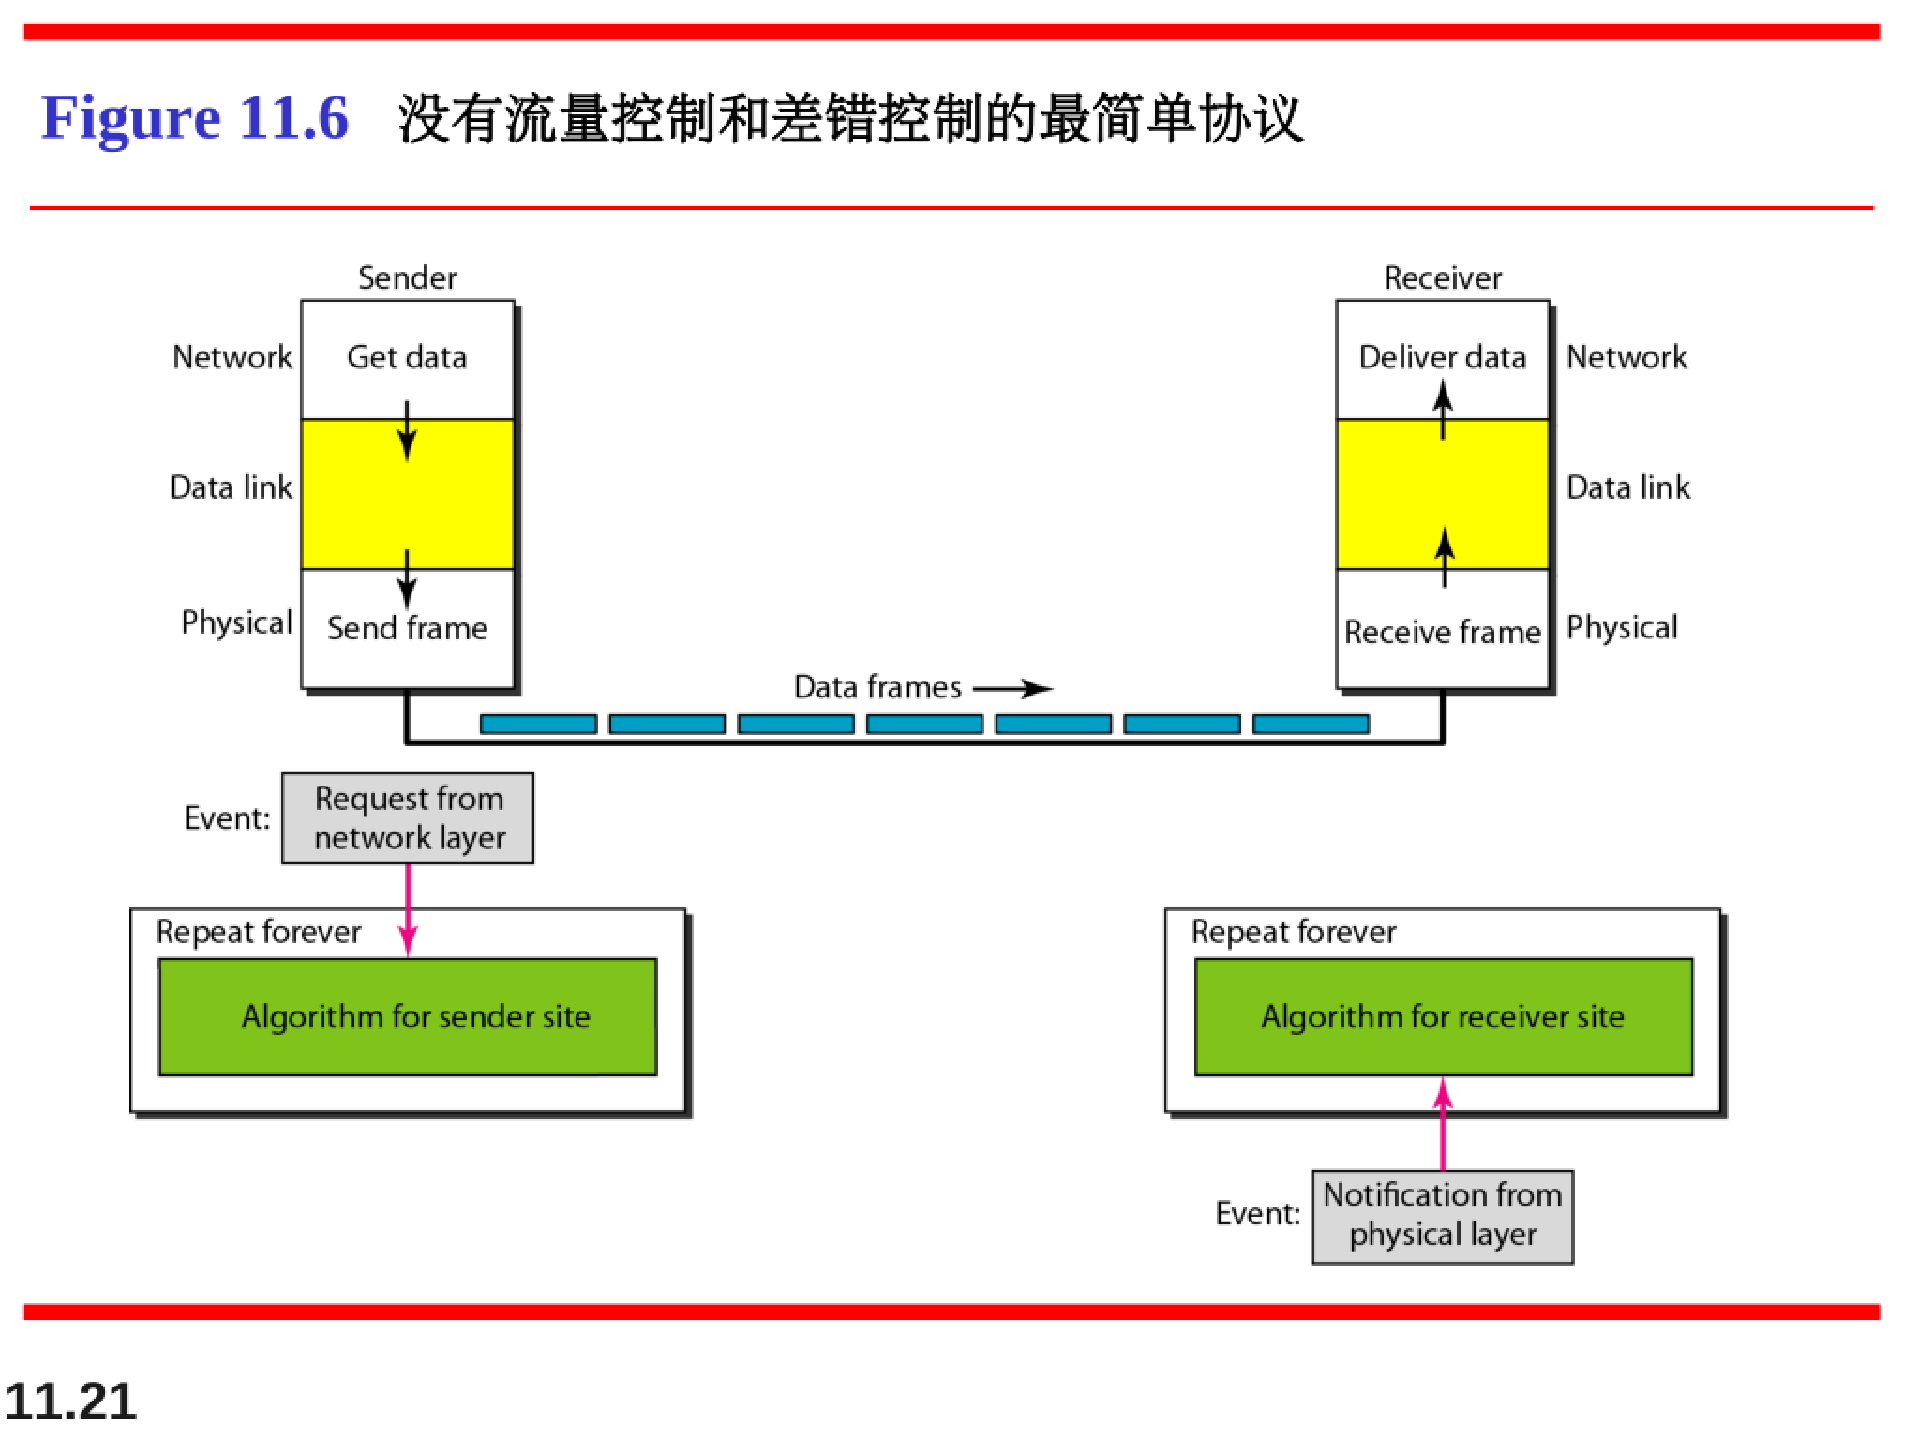 Figure 11.6 没有流量控制和差错控制的最简单协议
Sender
Receiver
Network
Get data
Deliver data
Network
Data link
Data link
Physical
Send frame
Receive frame
Physical
Data frames
Event:
Request from
network layer
Repeat forever
Algorithm for sender site
Repeat forever
Algorithm for receiver site
Event:
Notification from
physical layer
11.21